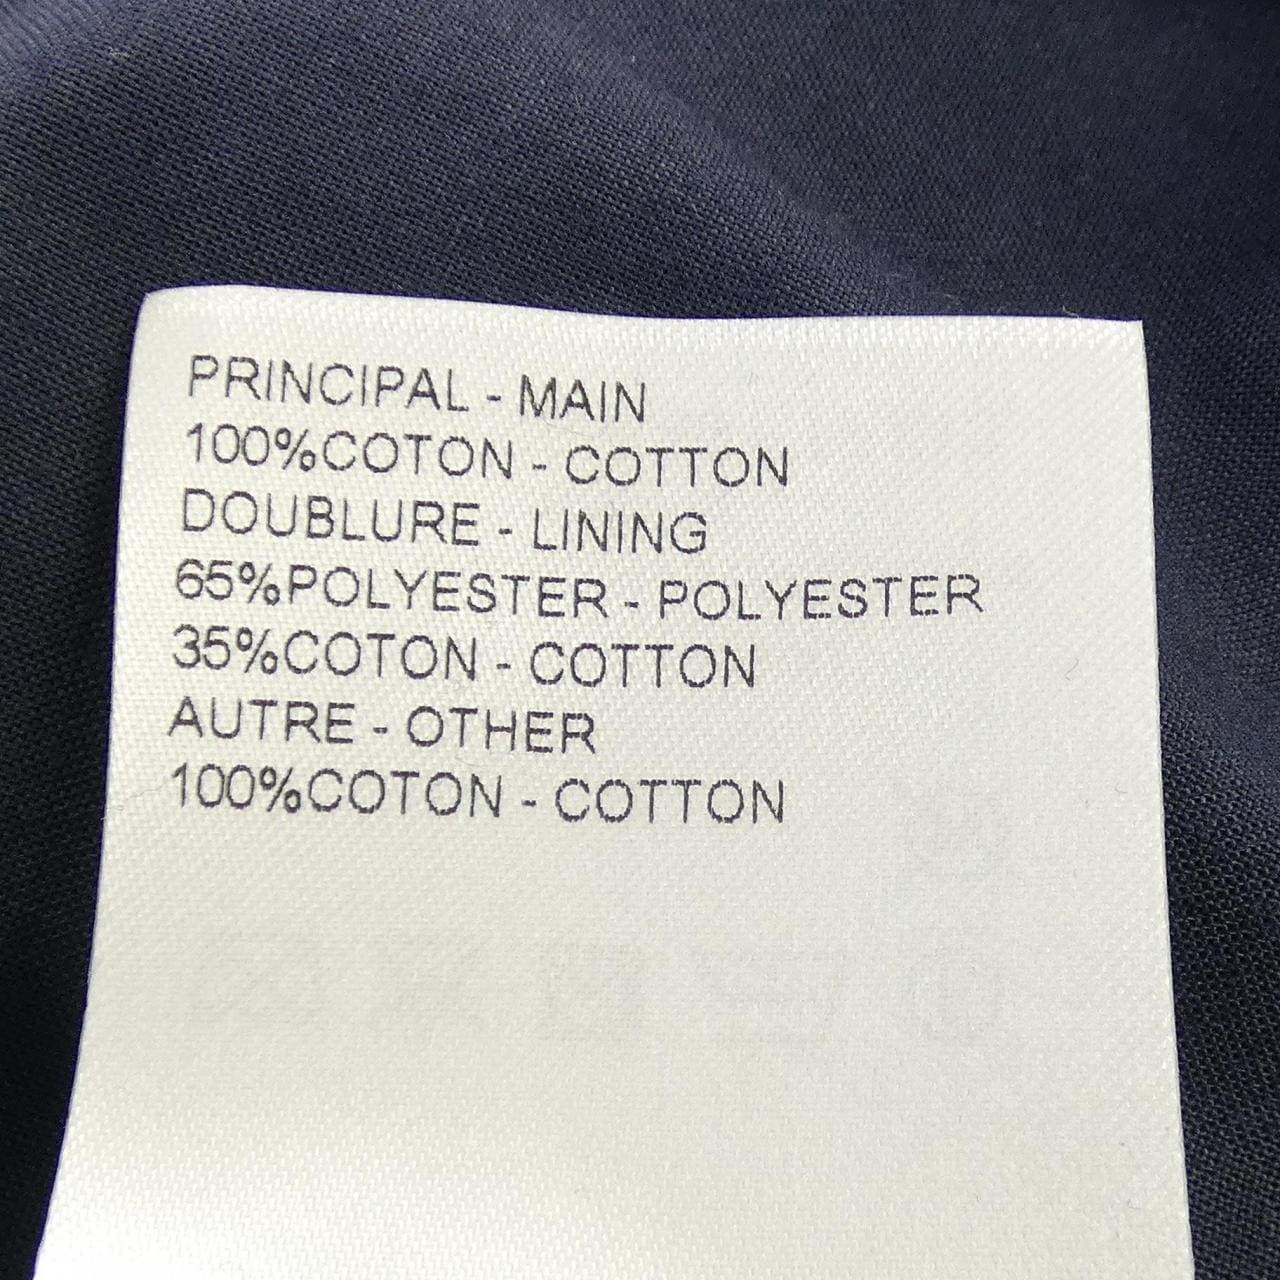 PRINCIPAL - MAIN
100%COTON - COTTON
DOUBLURE - LINING
65%POLYESTER - POLYESTER
35%COTON - COTTON
AUTRE - OTHER
100%COTON - COTTON